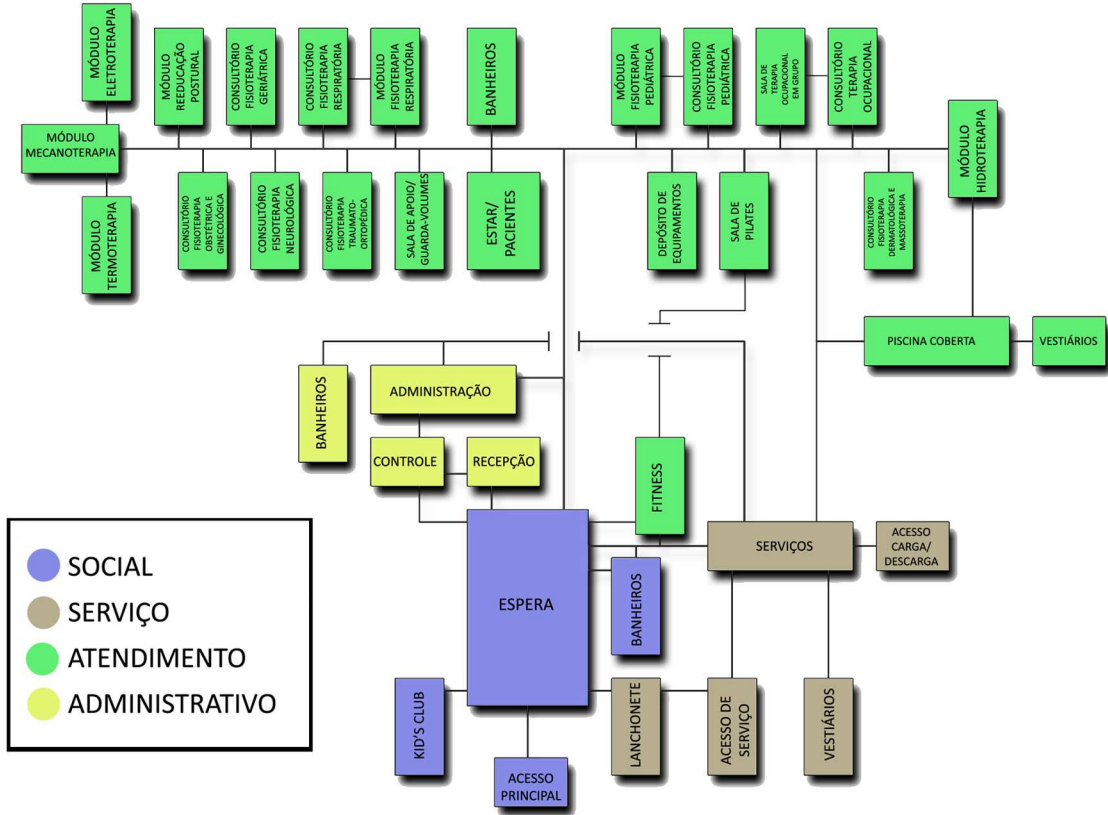 MÓDULO
ELETROTERAPIA
MÓDULO
REEDUCAÇÃO
POSTURAL
CONSULTÓRIO
FISIOTERAPIA
GERIÁTRICA
CONSULTÓRIO
FISIOTERAPIA
RESPIRATÓRIA
MÓDULO
FISIOTERAPIA
RESPIRATÓRIA
BANHEIROS
MÓDULO
FISIOTERAPIA
PEDIÁTRICA
CONSULTÓRIO
FISIOTERAPIA
PEDIÁTRICA
SALA DE
TERAPIA
OCUPACIONAL
EM GRUPO
CONSULTÓRIO
TERAPIA
OCUPACIONAL
MÓDULO
MECANOTERAPIA
MÓDULO
HIDROTERAPIA
MÓDULO
TERMOTERAPIA
CONSULTÓRIO
FISIOTERAPIA
OBSTÉTRICA E
GINECOLÓGICA
CONSULTÓRIO
FISIOTERAPIA
NEUROLÓGICA
CONSULTÓRIO
FISIOTERAPIA
TRAUMATO-
ORTOPÉDICA
SALA DE APOIO/
GUARDA-VOLUMES
ESTAR/
PACIENTES
DEPÓSITO DE
EQUIPAMENTOS
SALA DE
PILATES
CONSULTÓRIO
FISIOTERAPIA
DERMATOLÓGICA E
MASSOTERAPIA
PISCINA COBERTA
VESTIÁRIOS
BANHEIROS
ADMINISTRAÇÃO
CONTROLE
RECEPÇÃO
FITNESS
SERVIÇOS
ACESSO
CARGA/
DESCARGA
ESPERA
BANHEIROS
KID'S CLUB
LANCHONETE
ACESSO DE
SERVIÇO
VESTIÁRIOS
ACESSO
PRINCIPAL
SOCIAL
SERVIÇO
ATENDIMENTO
ADMINISTRATIVO